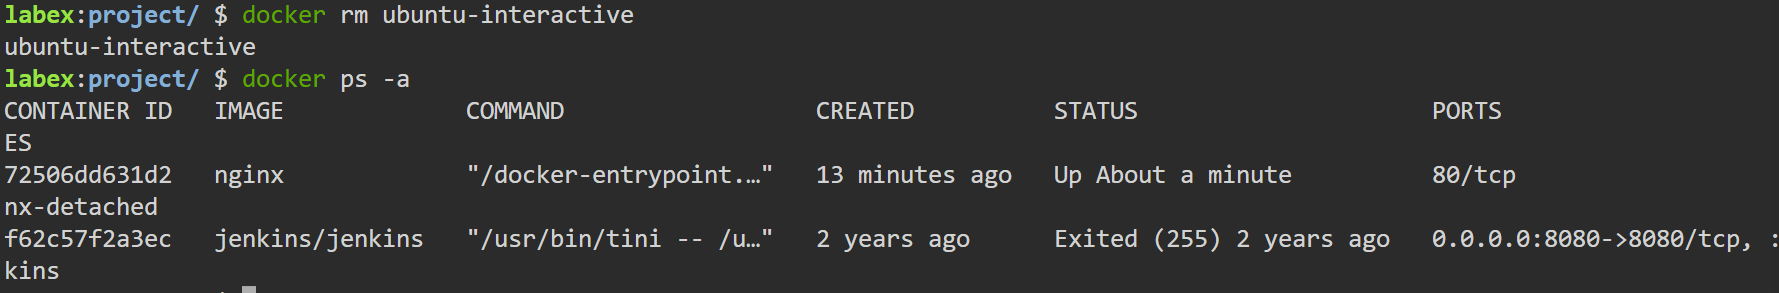 labex:project/ $ docker rm ubuntu-interactive
ubuntu-interactive
labex:project/ $ docker ps -a
CONTAINER ID   IMAGE             COMMAND                  CREATED          STATUS                     PORTS
ES
72506dd631d2   nginx             "/docker-entrypoint.…"   13 minutes ago   Up About a minute          80/tcp
nx-detached
f62c57f2a3ec   jenkins/jenkins   "/usr/bin/tini -- /u…"   2 years ago      Exited (255) 2 years ago   0.0.0.0:8080->8080/tcp, :
kins